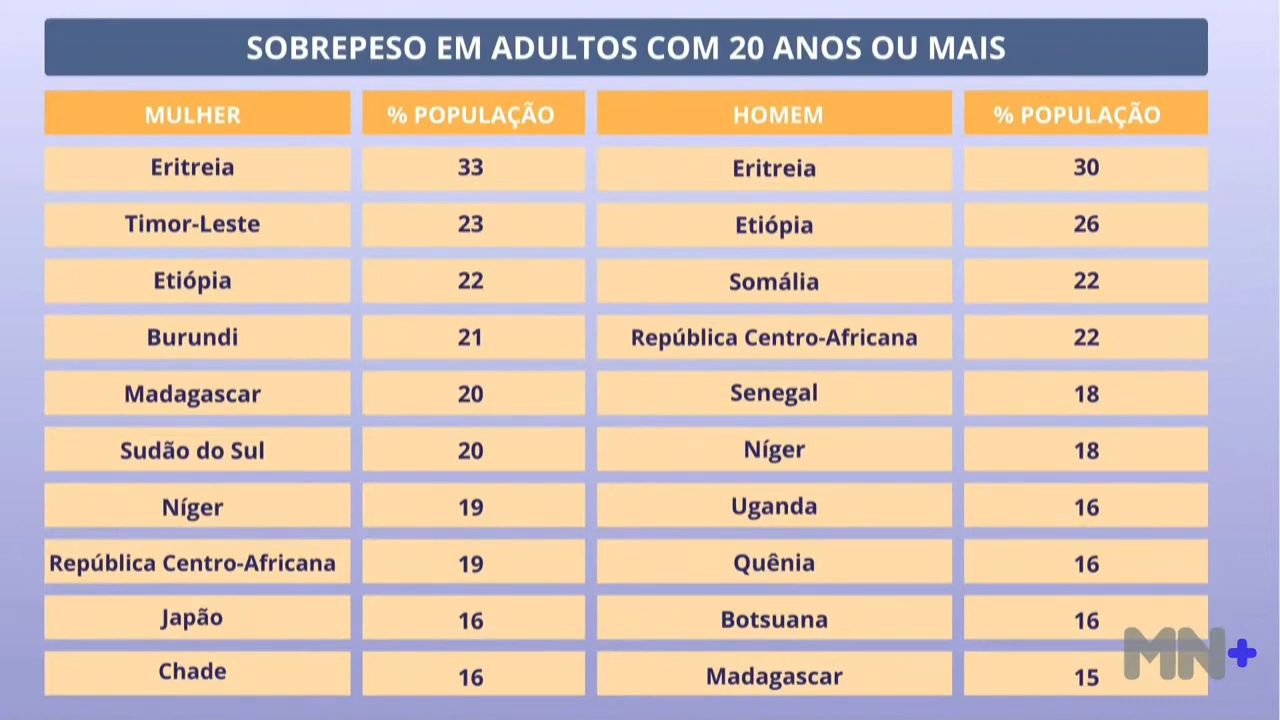 SOBREPESO EM ADULTOS COM 20 ANOS OU MAIS
MULHER % POPULAÇÃO HOMEM % POPULAÇÃO
Eritreia 33 Eritreia 30
Timor-Leste 23 Etiópia 26
Etiópia 22 Somália 22
Burundi 21 República Centro-Africana 22
Madagascar 20 Senegal 18
Sudão do Sul 20 Níger 18
Níger 19 Uganda 16
República Centro-Africana 19 Quênia 16
Japão 16 Botsuana 16
Chade 16 Madagascar 15
MN+